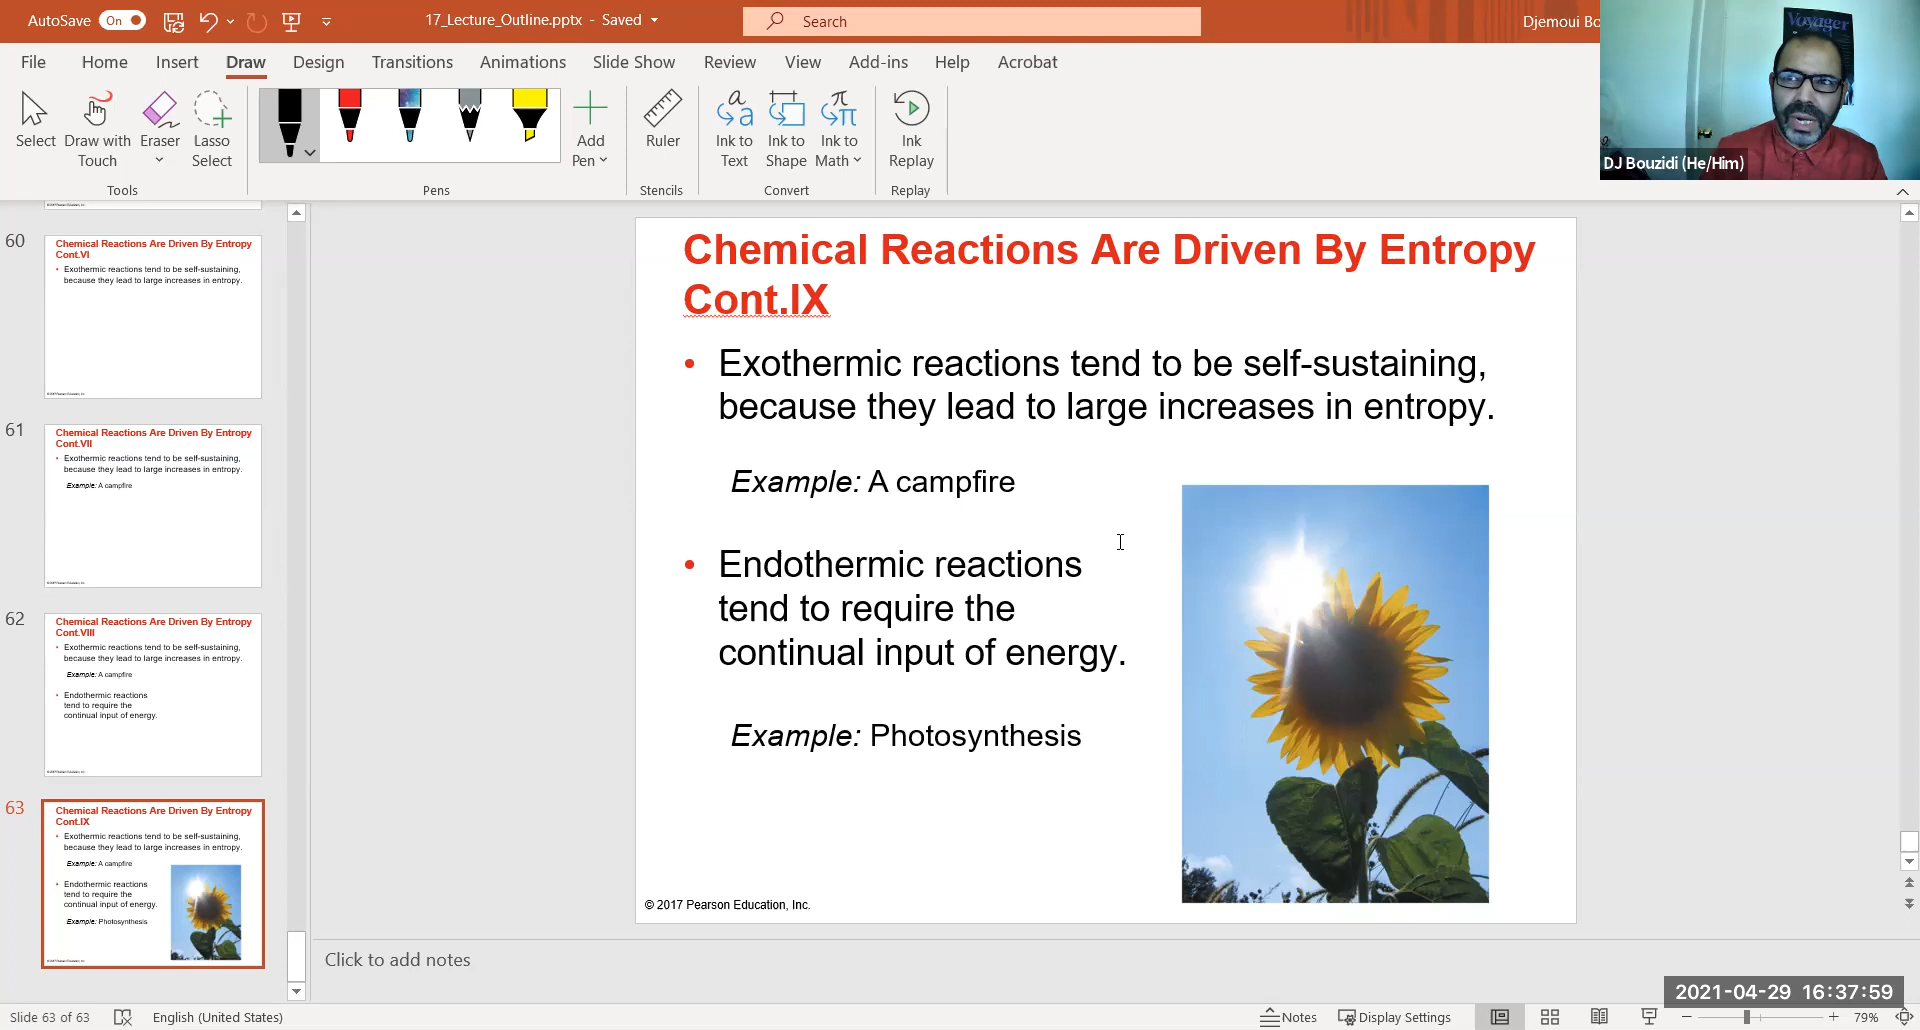 AutoSave On 17_Lecture_Outline.pptx - Saved Search Djemoui Bo
File Home Insert Draw Design Transitions Animations Slide Show Review View Add-ins Help Acrobat
Select
Draw with
Touch
Eraser
Lasso
Select
Add
Pen
Ruler
Ink to
Text
Ink to
Shape
Ink to
Math
Ink
Replay
Tools Pens Stencils Convert Replay
Voyager
DJ Bouzidi (He/Him)
60
Chemical Reactions Are Driven By Entropy
Cont.VI
• Exothermic reactions tend to be self-sustaining,
because they lead to large increases in entropy.
61
Chemical Reactions Are Driven By Entropy
Cont.VII
• Exothermic reactions tend to be self-sustaining,
because they lead to large increases in entropy.
Example: A campfire
62
Chemical Reactions Are Driven By Entropy
Cont.VIII
• Exothermic reactions tend to be self-sustaining,
because they lead to large increases in entropy.
Example: A campfire
• Endothermic reactions
tend to require the
continual input of energy.
63
Chemical Reactions Are Driven By Entropy
Cont.IX
• Exothermic reactions tend to be self-sustaining,
because they lead to large increases in entropy.
Example: A campfire
• Endothermic reactions
tend to require the
continual input of energy.
Example: Photosynthesis
Chemical Reactions Are Driven By Entropy
Cont.IX
• Exothermic reactions tend to be self-sustaining,
because they lead to large increases in entropy.
Example: A campfire
• Endothermic reactions
tend to require the
continual input of energy.
Example: Photosynthesis
© 2017 Pearson Education, Inc.
Click to add notes
2021-04-29 16:37:59
Slide 63 of 63 English (United States) Notes Display Settings 79%